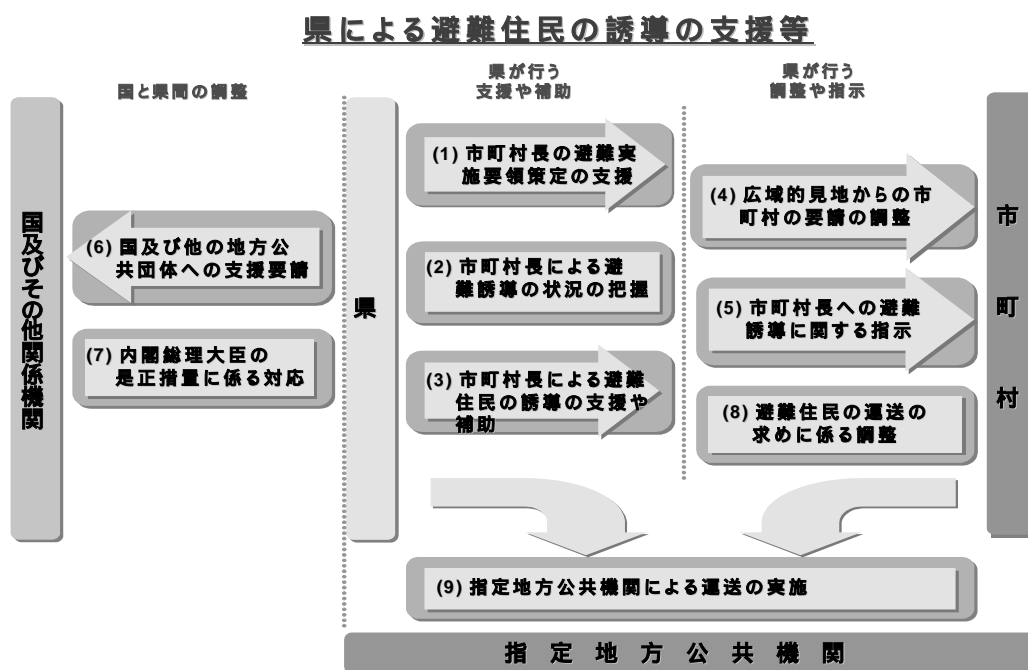 県による避難住民の誘導の支援等
国と県間の調整
県が行う
支援や補助
県が行う
調整や指示
国及びその他関係機関
(6) 国及び他の地方公
共団体への支援要請
(7) 内閣総理大臣の
是正措置に係る対応
県
(1) 市町村長の避難実
施要領策定の支援
(2) 市町村長による避
難誘導の状況の把握
(3) 市町村長による避難
住民の誘導の支援や
補助
(4) 広域的見地からの市
町村の要請の調整
(5) 市町村長への避難
誘導に関する指示
(8) 避難住民の運送の
求めに係る調整
市町村
(9) 指定地方公共機関による運送の実施
指定地方公共機関